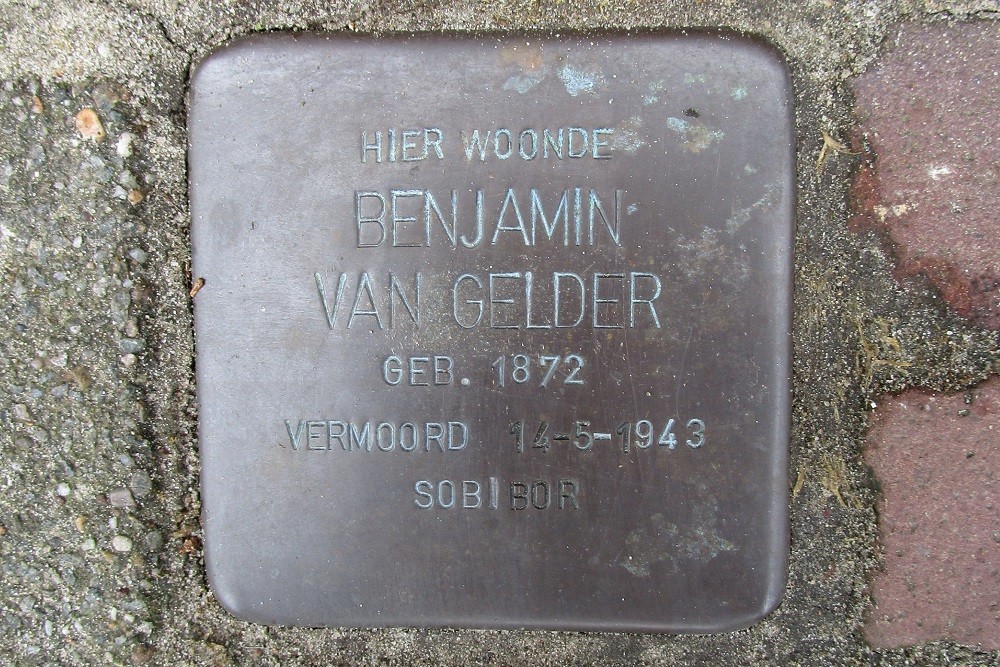 HIER WOONDE
BENJAMIN
VAN GELDER
GEB. 1872
VERMOORD 14-5-1943
SOBIBOR